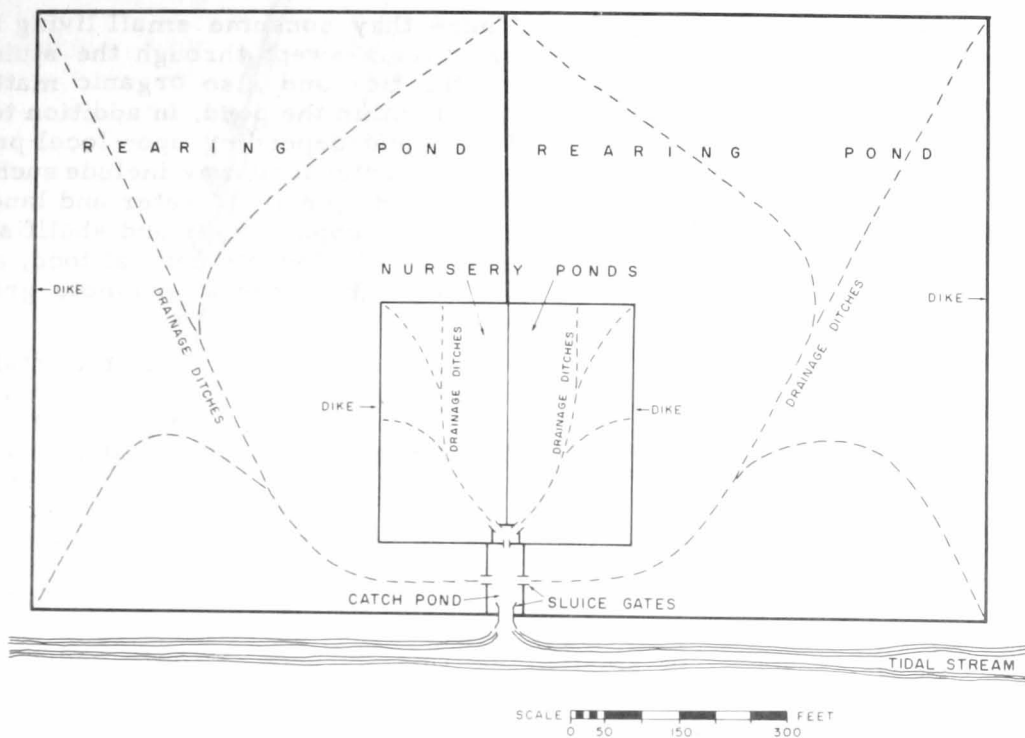 REARING POND REARING POND
NURSERY PONDS
DIKE
DIKE
DRAINAGE DITCHES
DRAINAGE DITCHES
DRAINAGE DITCHES
DRAINAGE DITCHES
DIKE
DIKE
CATCH POND
SLUICE GATES
TIDAL STREAM
SCALE FEET
0 50 150 300